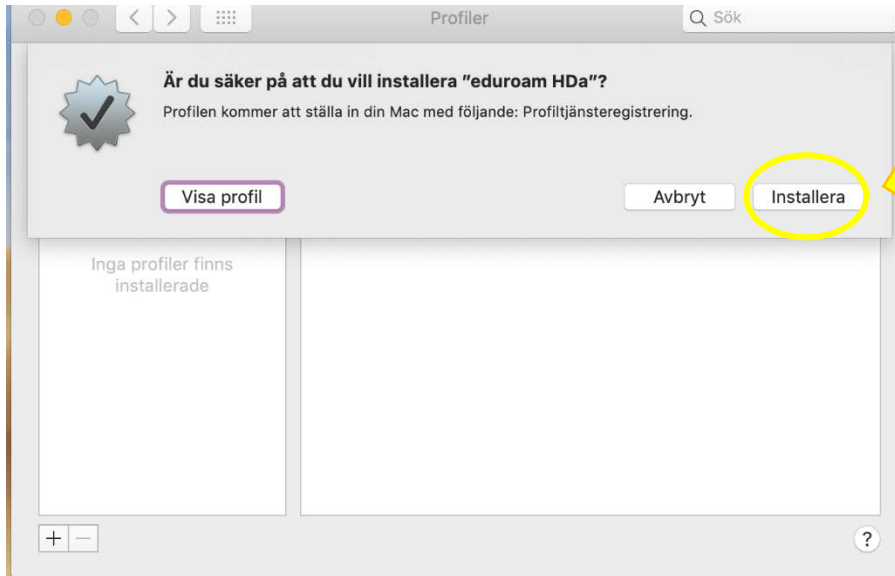 Profiler
Sök
Är du säker på att du vill installera ”eduroam HDa”?
Profilen kommer att ställa in din Mac med följande: Profiltjänsteregistrering.
Visa profil
Avbryt
Installera
Inga profiler finns
installerade
+
−
?